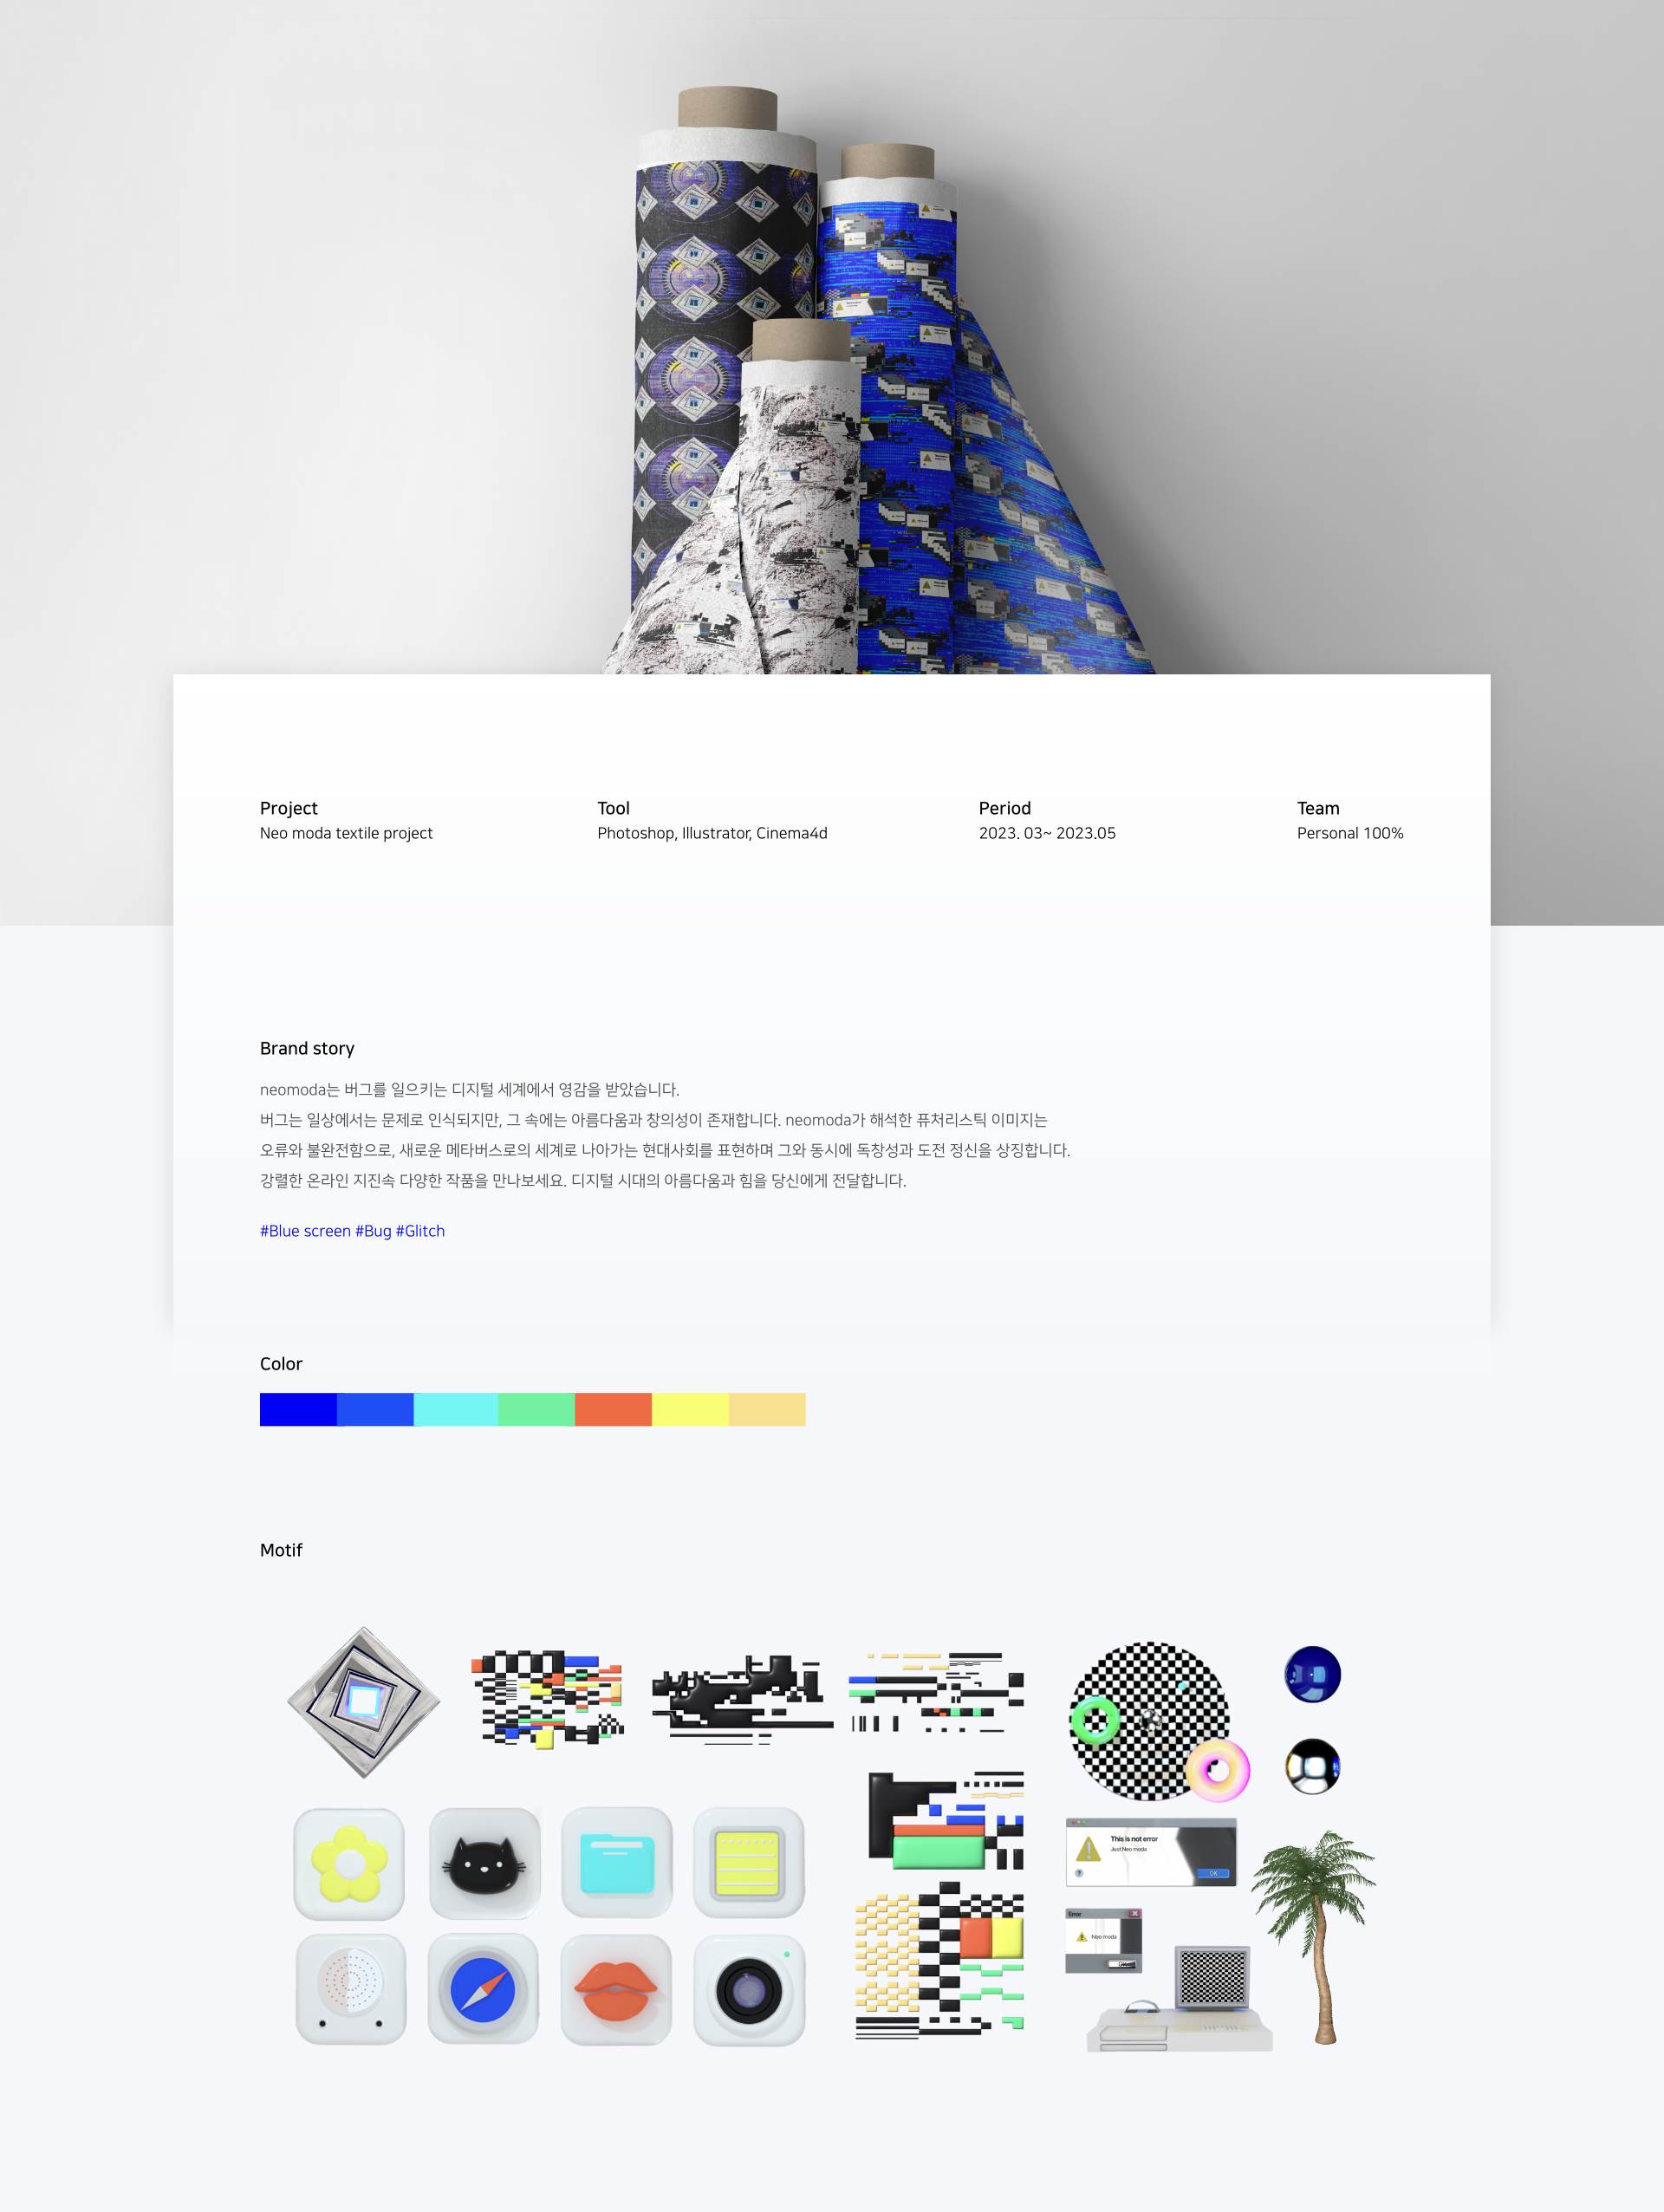 Project
Neo moda textile project
Tool
Photoshop, Illustrator, Cinema4d
Period
2023. 03~ 2023.05
Team
Personal 100%
Brand story
neomoda는 버그를 일으키는 디지털 세계에서 영감을 받았습니다.
버그는 일상에서는 문제로 인식되지만, 그 속에는 아름다움과 창의성이 존재합니다. neomoda가 해석한 퓨처리스틱 이미지는
오류와 불완전함으로, 새로운 메타버스로의 세계로 나아가는 현대사회를 표현하며 그와 동시에 독창성과 도전 정신을 상징합니다.
강렬한 온라인 지진속 다양한 작품을 만나보세요. 디지털 시대의 아름다움과 힘을 당신에게 전달합니다.
#Blue screen #Bug #Glitch
Color
Motif
This is not error
Just Neo moda
?
OK
Error
Neo moda